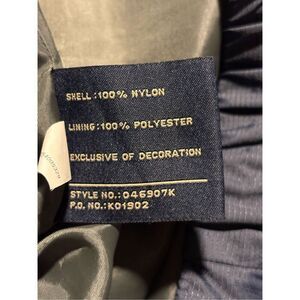 SHELL:100% NYLON
LINING:100% POLYESTER
EXCLUSIVE OF DECORATION
STYLE NO.:046907K
P.O. NO.:K01902